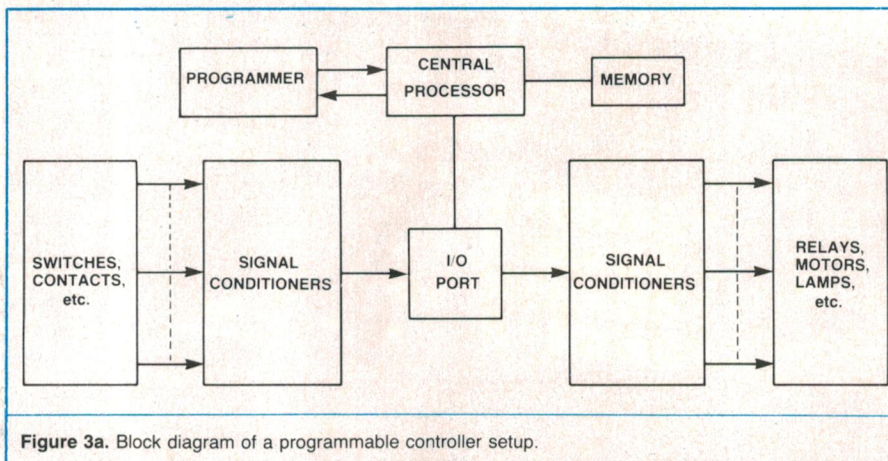 PROGRAMMER
CENTRAL
PROCESSOR
MEMORY
SWITCHES,
CONTACTS,
etc.
SIGNAL
CONDITIONERS
I/O
PORT
SIGNAL
CONDITIONERS
RELAYS,
MOTORS,
LAMPS,
etc.
Figure 3a. Block diagram of a programmable controller setup.